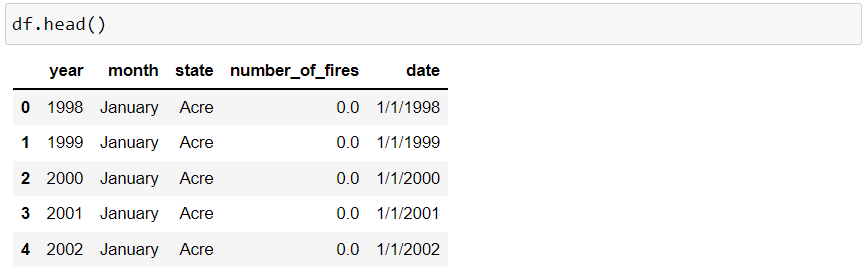 df.head()
year month state number_of_fires date
0 1998 January Acre 0.0 1/1/1998
1 1999 January Acre 0.0 1/1/1999
2 2000 January Acre 0.0 1/1/2000
3 2001 January Acre 0.0 1/1/2001
4 2002 January Acre 0.0 1/1/2002